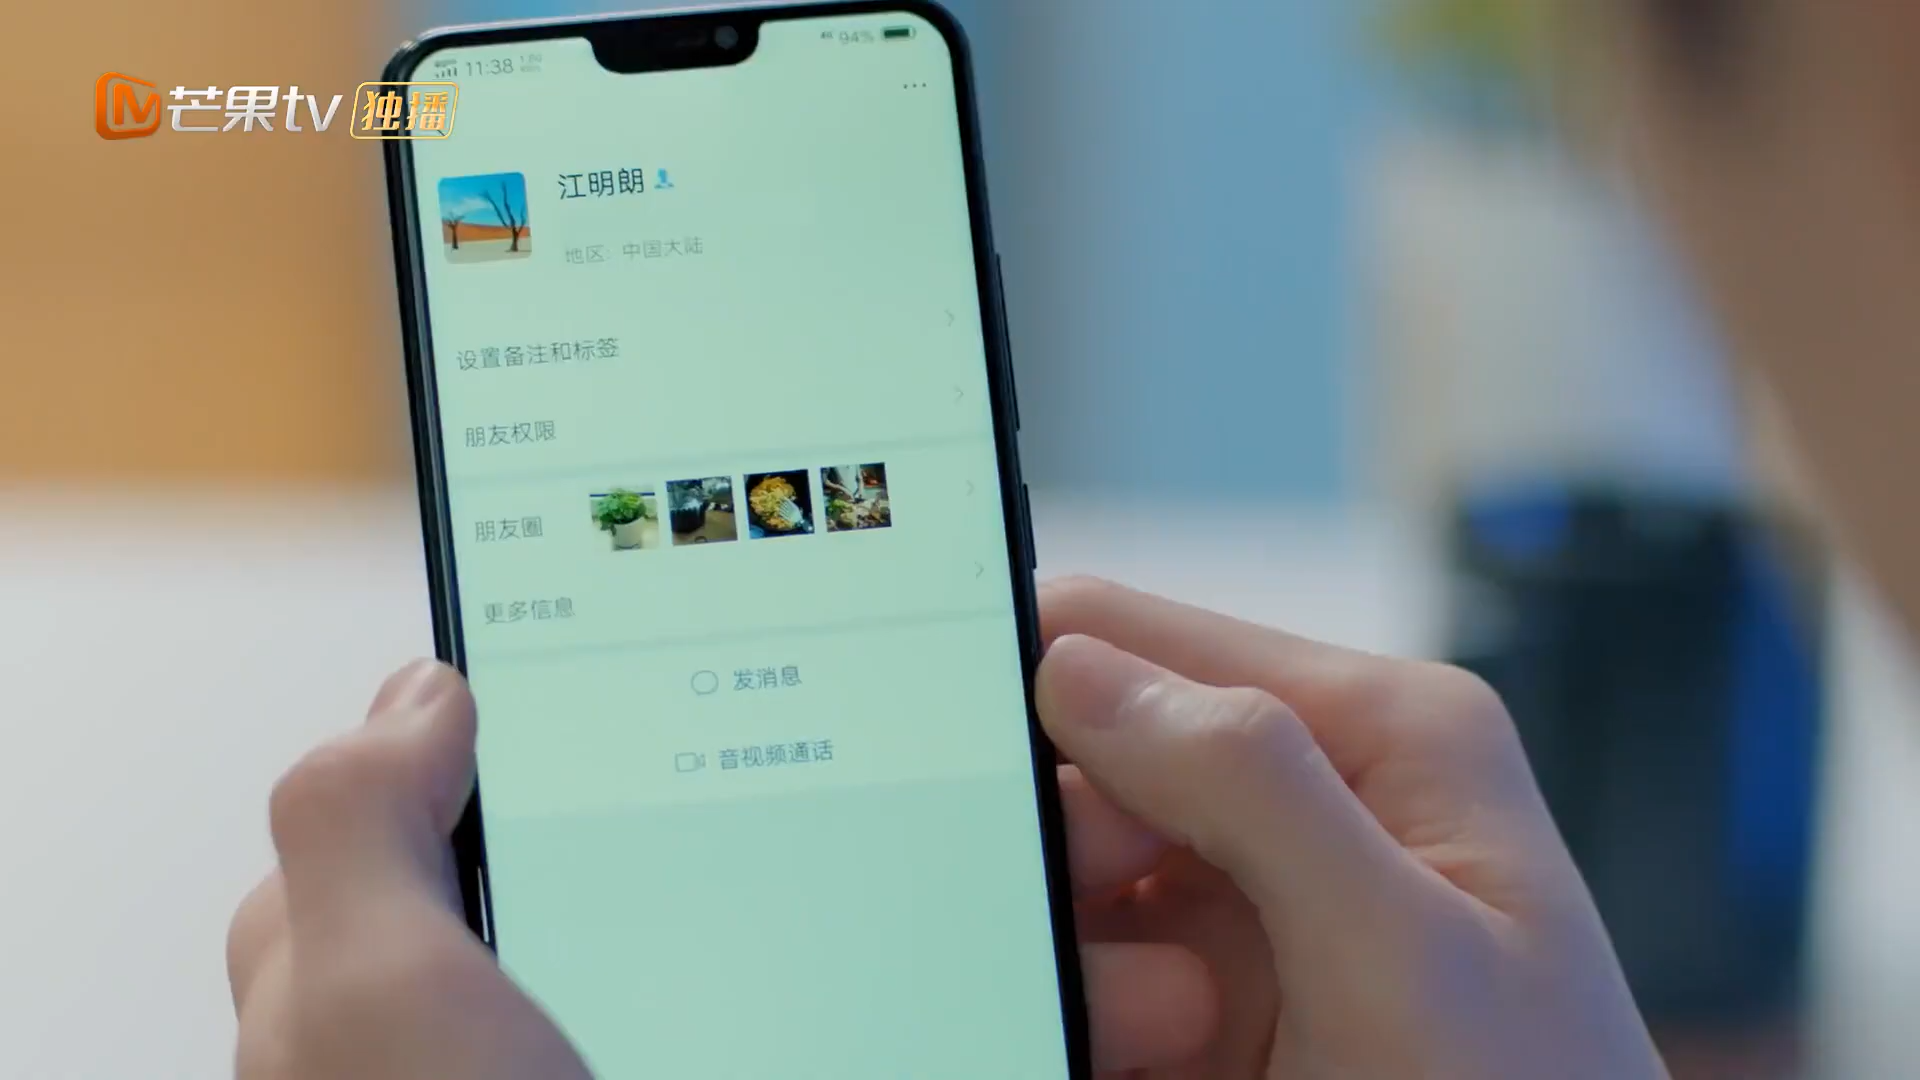 11:38
94%
芒果tv 独播
江明朗
地区: 中国大陆
设置备注和标签
朋友权限
朋友圈
更多信息
发消息
音视频通话